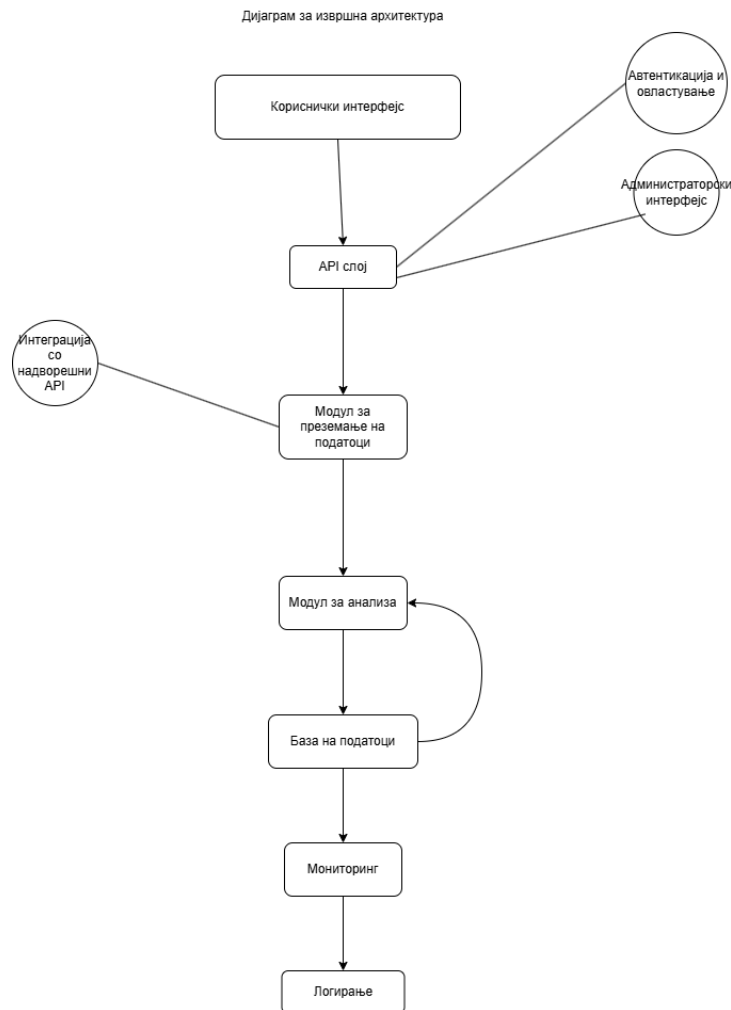 Дијаграм за извршна архитектура
Автентикација и
овластување
Кориснички интерфејс
Администраторски
интерфејс
API слој
Интеграција
со
надворешни
API
Модул за
преземање на
податоци
Модул за анализа
База на податоци
Мониторинг
Логирање